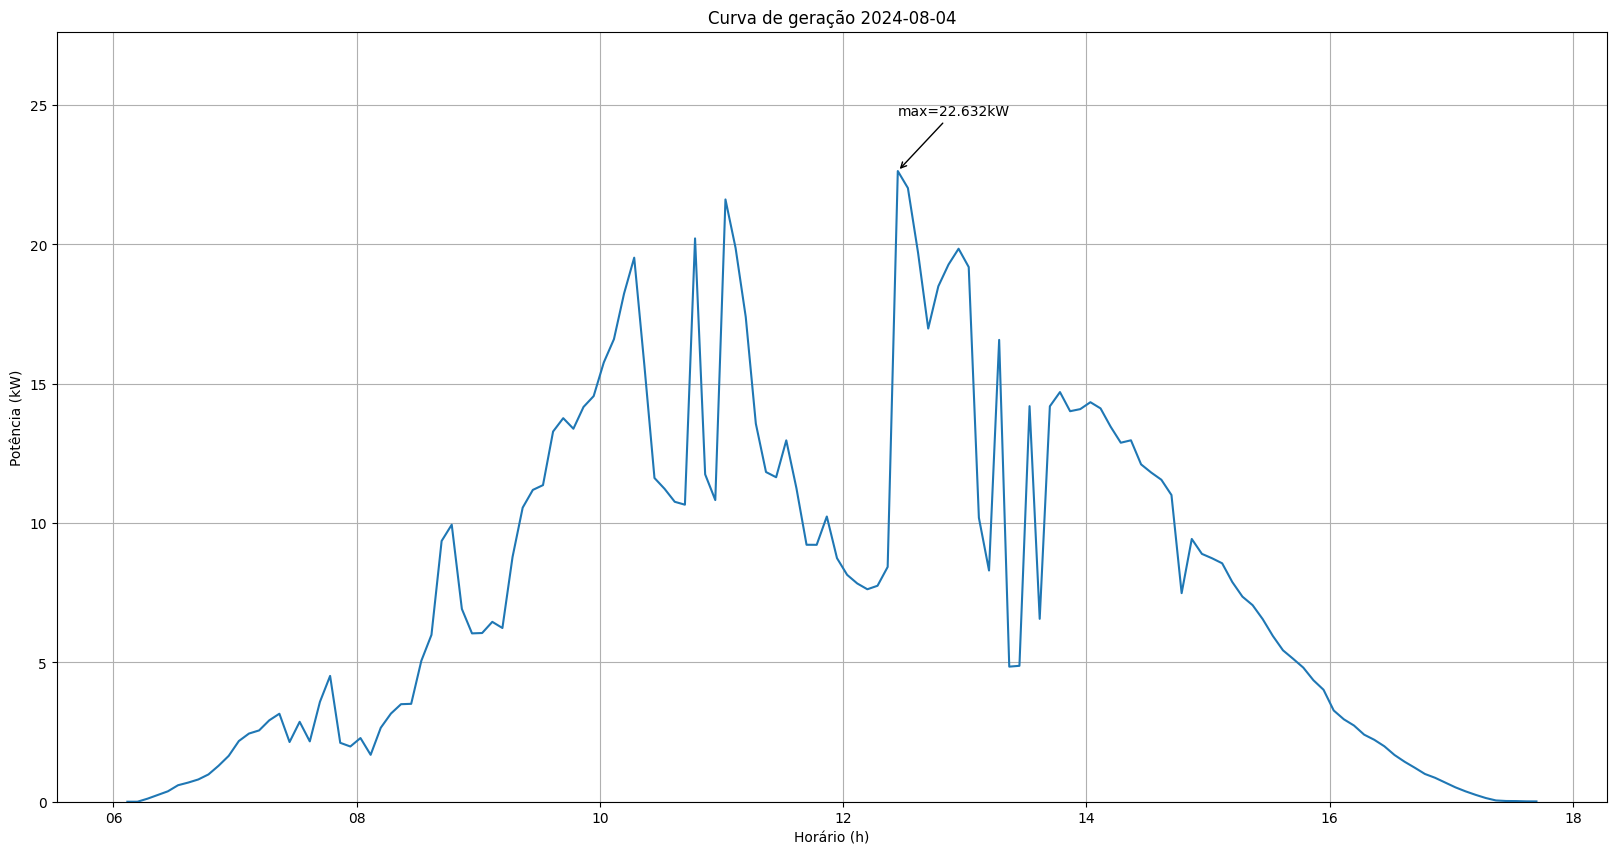 Curva de geração 2024-08-04
max=22.632kW
Potência (kW)
25
20
15
10
5
0
06 08 10 12 14 16 18
Horário (h)